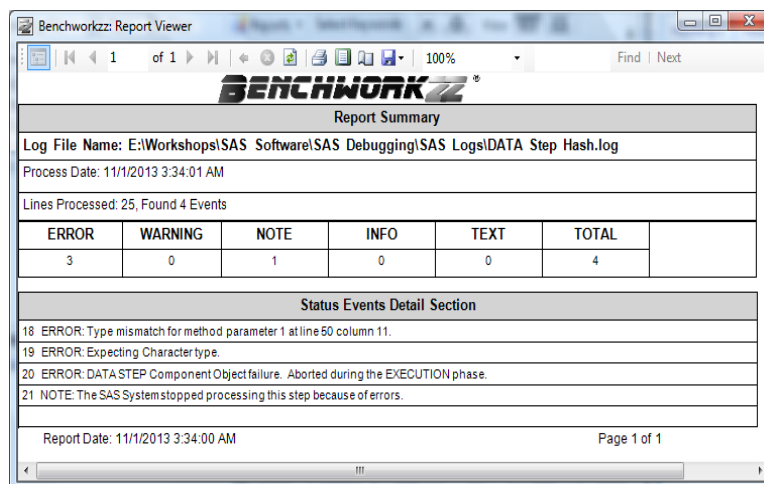 Benchworkzz: Report Viewer
1 of 1 100% Find | Next
BENCHWORKZZ®
Report Summary
Log File Name: E:\Workshops\SAS Software\SAS Debugging\SAS Logs\DATA Step Hash.log
Process Date: 11/1/2013 3:34:01 AM
Lines Processed: 25, Found 4 Events
ERROR WARNING NOTE INFO TEXT TOTAL
3 0 1 0 0 4
Status Events Detail Section
18 ERROR: Type mismatch for method parameter 1 at line 50 column 11.
19 ERROR: Expecting Character type.
20 ERROR: DATA STEP Component Object failure. Aborted during the EXECUTION phase.
21 NOTE: The SAS System stopped processing this step because of errors.
Report Date: 11/1/2013 3:34:00 AM Page 1 of 1